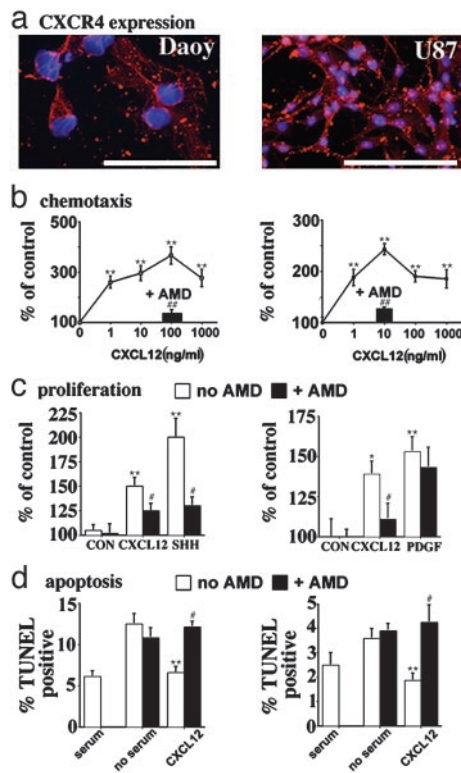 a CXCR4 expression
Daoy
U87
b chemotaxis
% of control
500
300
100
** ** ** **
+ AMD
##
0 1 10 100 1000
CXCL12(ng/ml)
% of control
300
200
100
** ** ** **
+ AMD
##
0 1 10 100 1000
CXCL12(ng/ml)
c proliferation
no AMD + AMD
% of control
225
200
175
150
125
100
** # ** #
CON CXCL12 SHH
% of control
175
150
125
100
* # **
CON CXCL12 PDGF
d apoptosis
no AMD + AMD
% TUNEL
positive
15
10
5
0
** #
serum no serum CXCL12
% TUNEL
positive
5
4
3
2
1
0
** #
serum no serum CXCL12